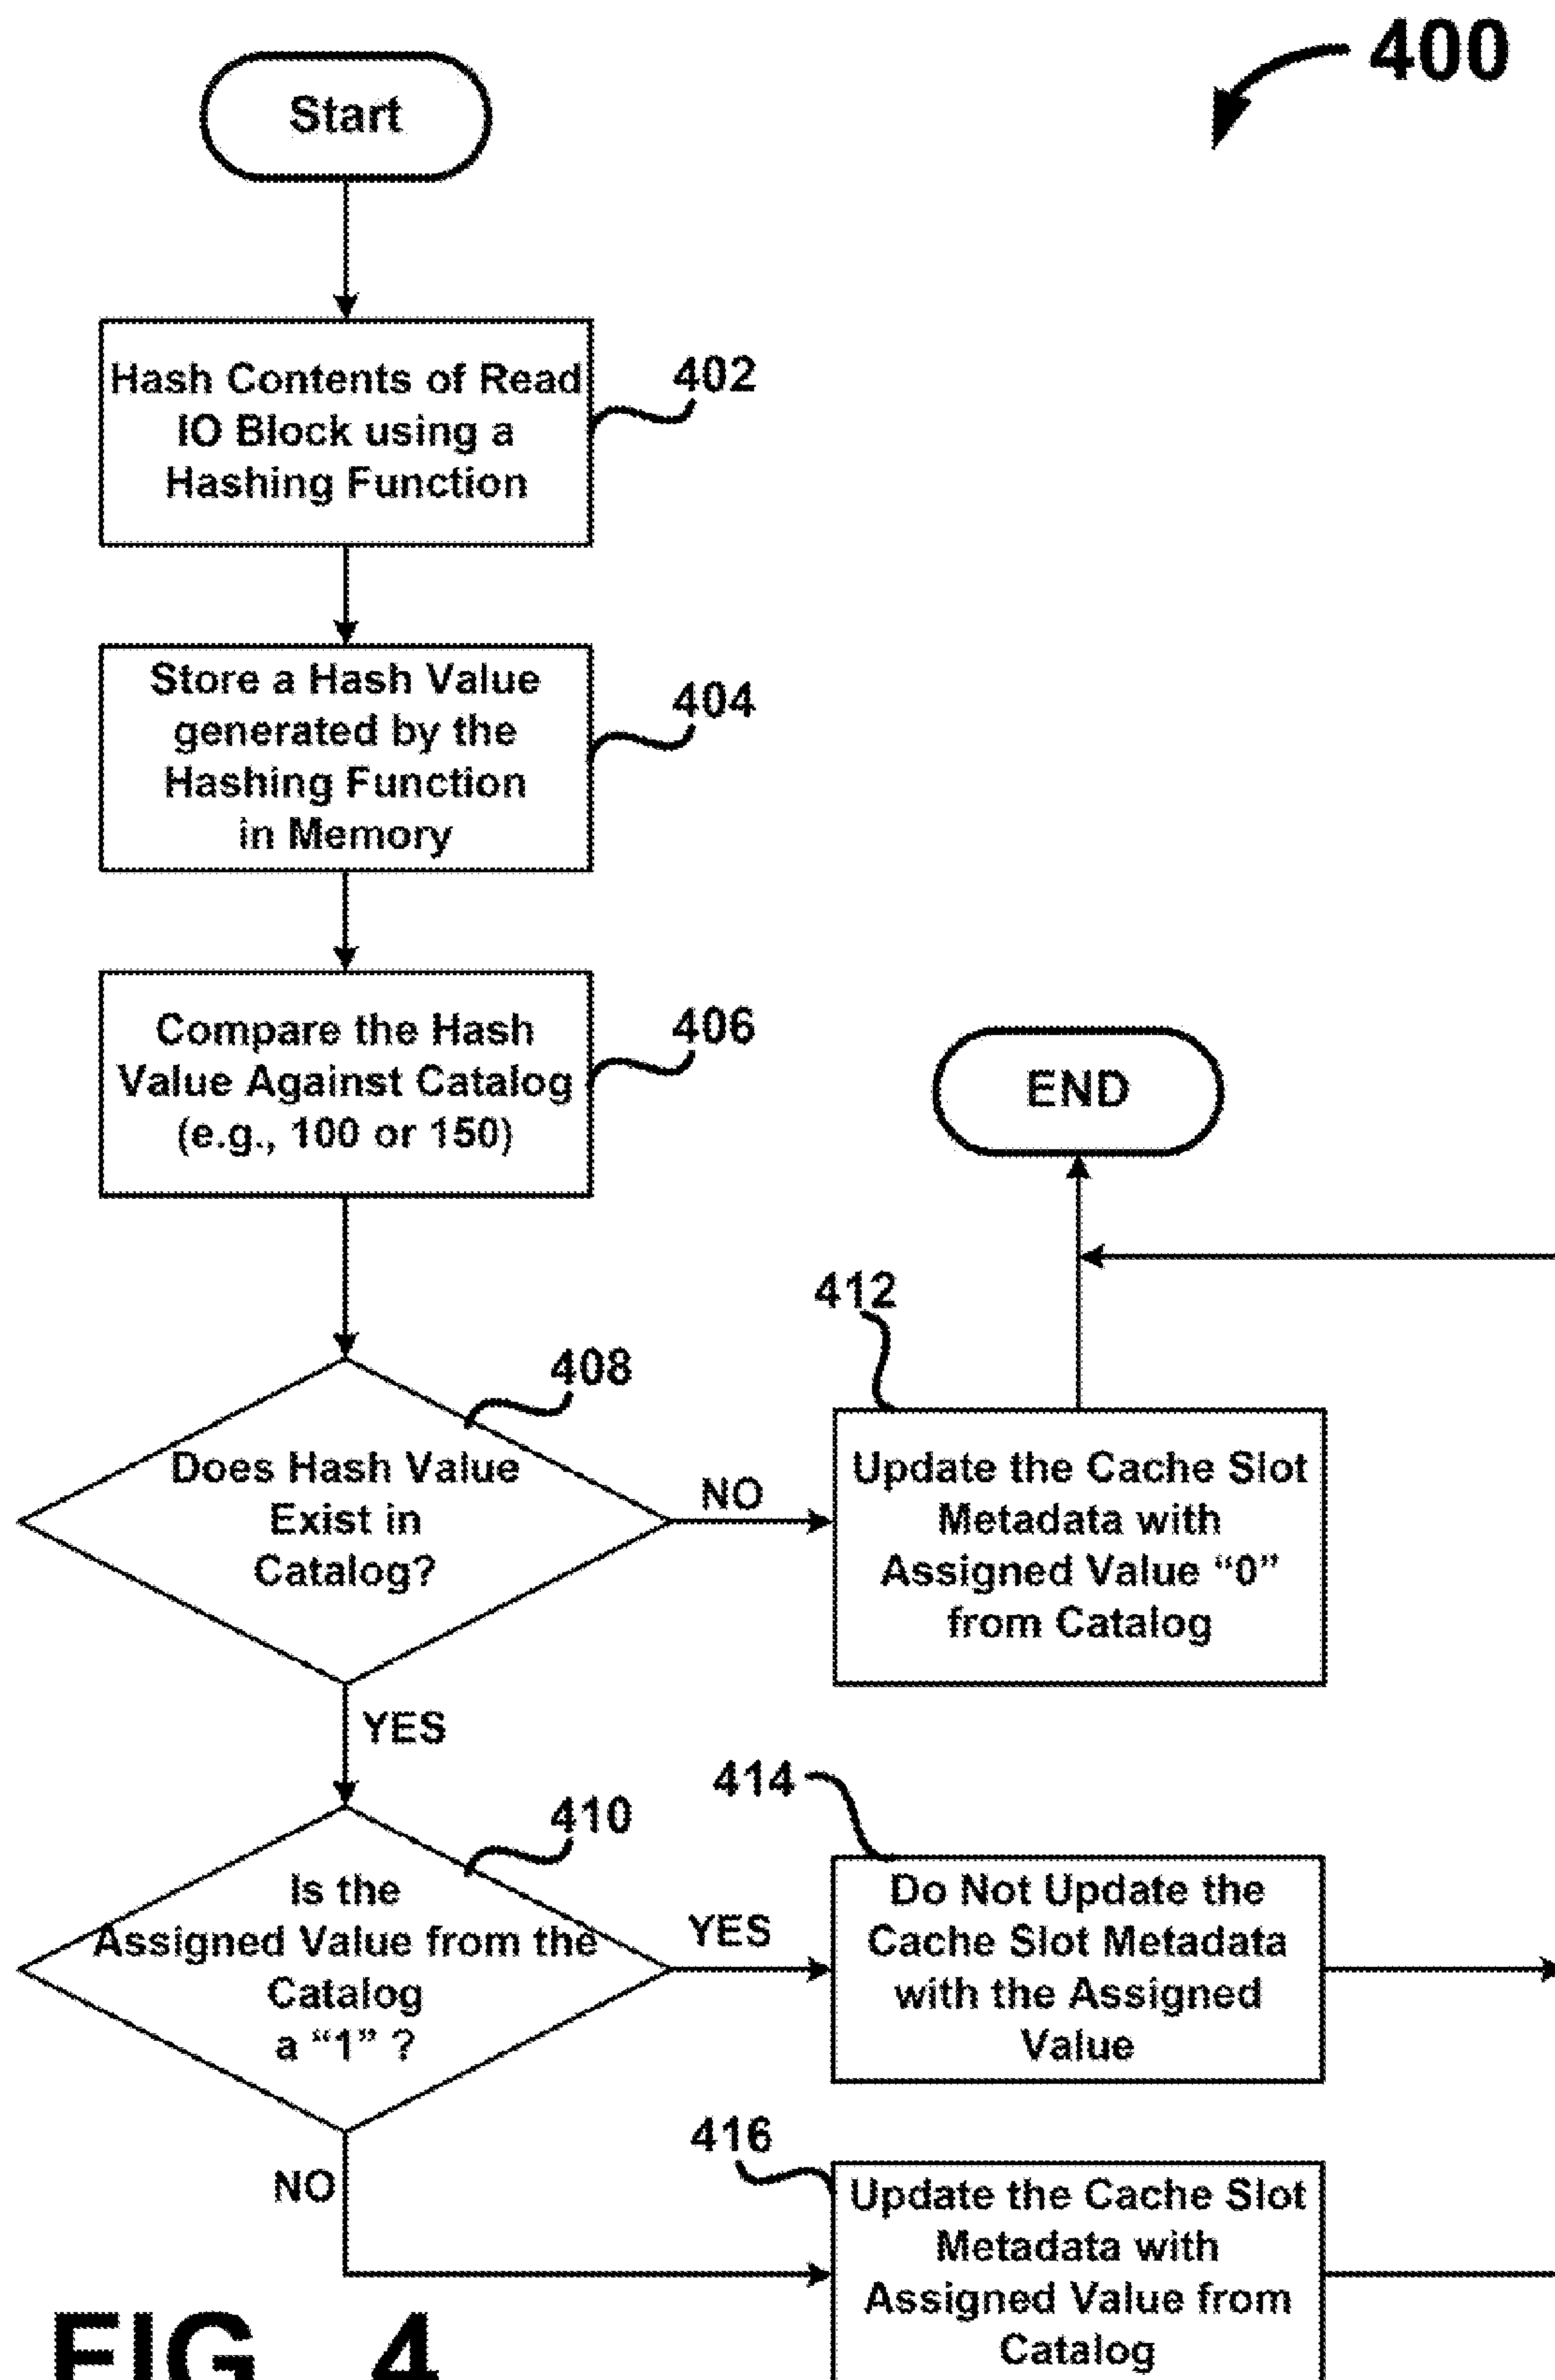 400
Start
Hash Contents of Read
IO Block using a
Hashing Function
402
Store a Hash Value
generated by the
Hashing Function
in Memory
404
Compare the Hash
Value Against Catalog
(e.g., 100 or 150)
406
END
408
Does Hash Value
Exist in
Catalog?
NO
412
Update the Cache Slot
Metadata with
Assigned Value “0”
from Catalog
YES
410
Is the
Assigned Value from the
Catalog
a “1” ?
YES
414
Do Not Update the
Cache Slot Metadata
with the Assigned
Value
NO
416
Update the Cache Slot
Metadata with
Assigned Value from
Catalog
FIG. 4